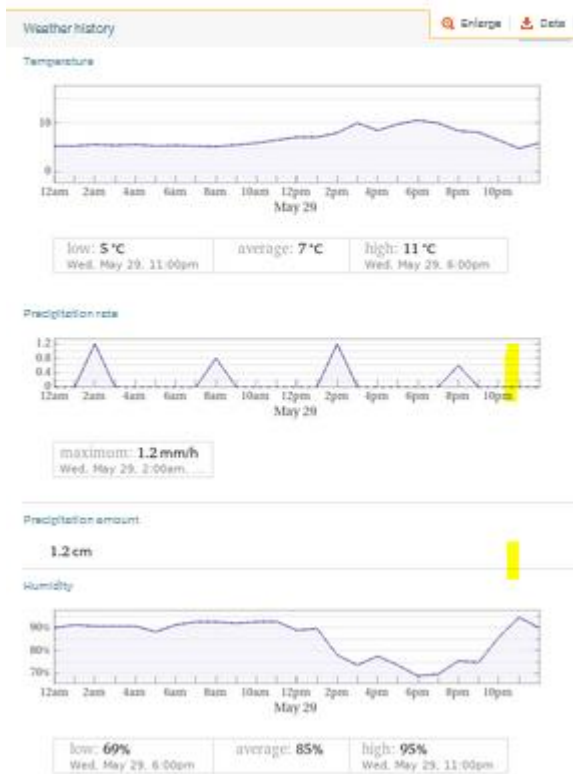 Weather history Enlarge Data
Temperature
10
0
12am 2am 4am 6am 8am 10am 12pm 2pm 4pm 6pm 8pm 10pm
May 29
low: 5 °C average: 7 °C high: 11 °C
Wed, May 29, 11:00pm Wed, May 29, 6:00pm
Precipitation rate
1.2
0.8
0.4
0
12am 2am 4am 6am 8am 10am 12pm 2pm 4pm 6pm 8pm 10pm
May 29
maximum: 1.2 mm/h
Wed, May 29, 2:00am, ...
Precipitation amount
1.2 cm
Humidity
90%
80%
70%
12am 2am 4am 6am 8am 10am 12pm 2pm 4pm 6pm 8pm 10pm
May 29
low: 69% average: 85% high: 95%
Wed, May 29, 6:00pm Wed, May 29, 11:00pm